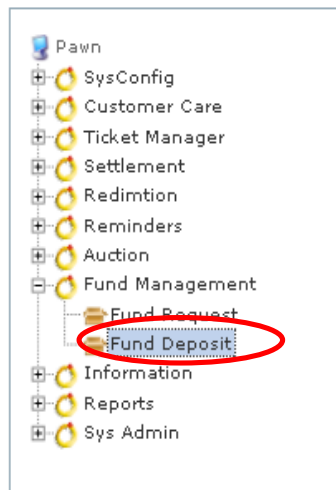 Pawn
SysConfig
Customer Care
Ticket Manager
Settlement
Redimtion
Reminders
Auction
Fund Management
Fund Request
Fund Deposit
Information
Reports
Sys Admin